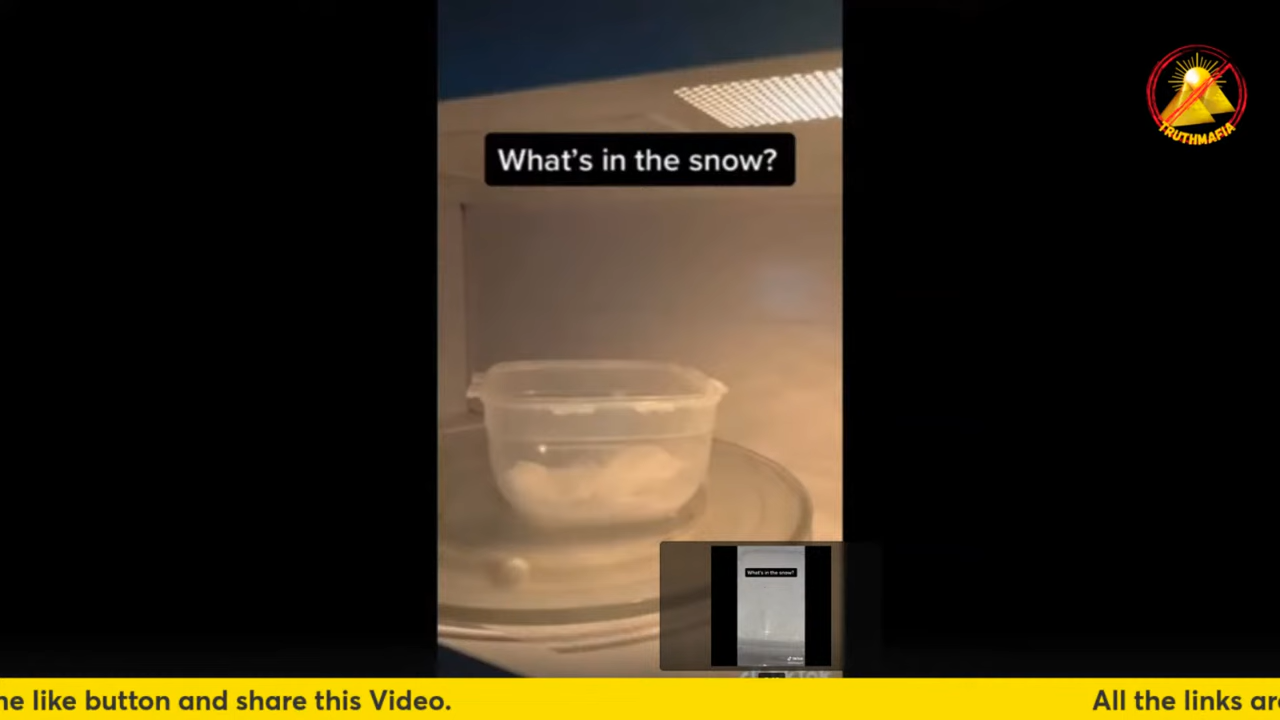 What's in the snow?
TRUTHMAFIA
What's in the snow?
he like button and share this Video.
All the links are